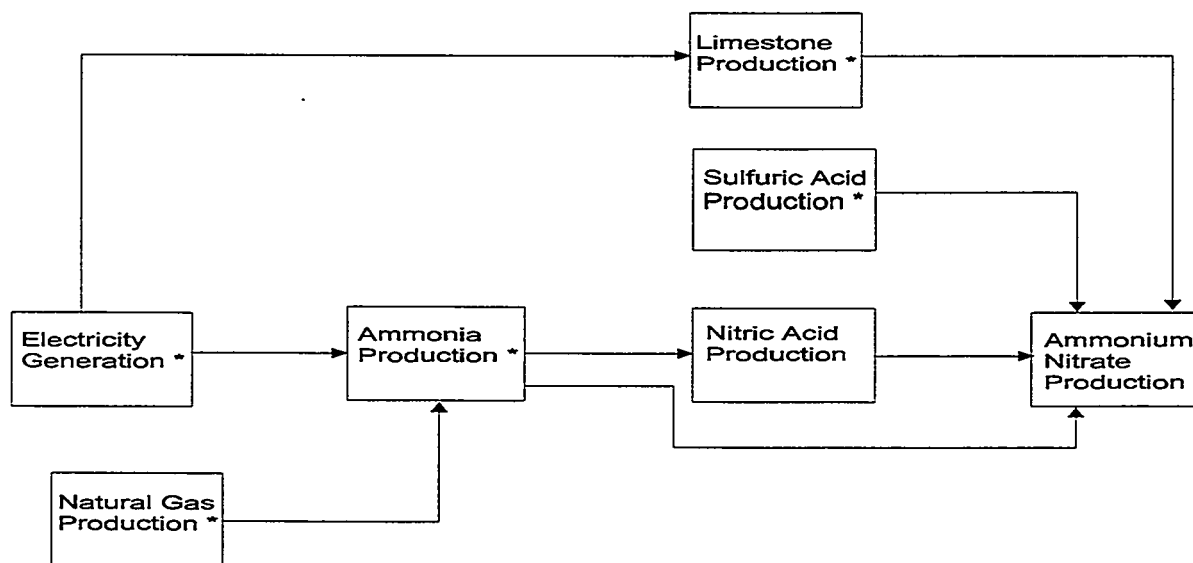 Limestone
Production *
Sulfuric Acid
Production *
Electricity
Generation *
Ammonia
Production *
Nitric Acid
Production
Ammonium
Nitrate
Production
Natural Gas
Production *